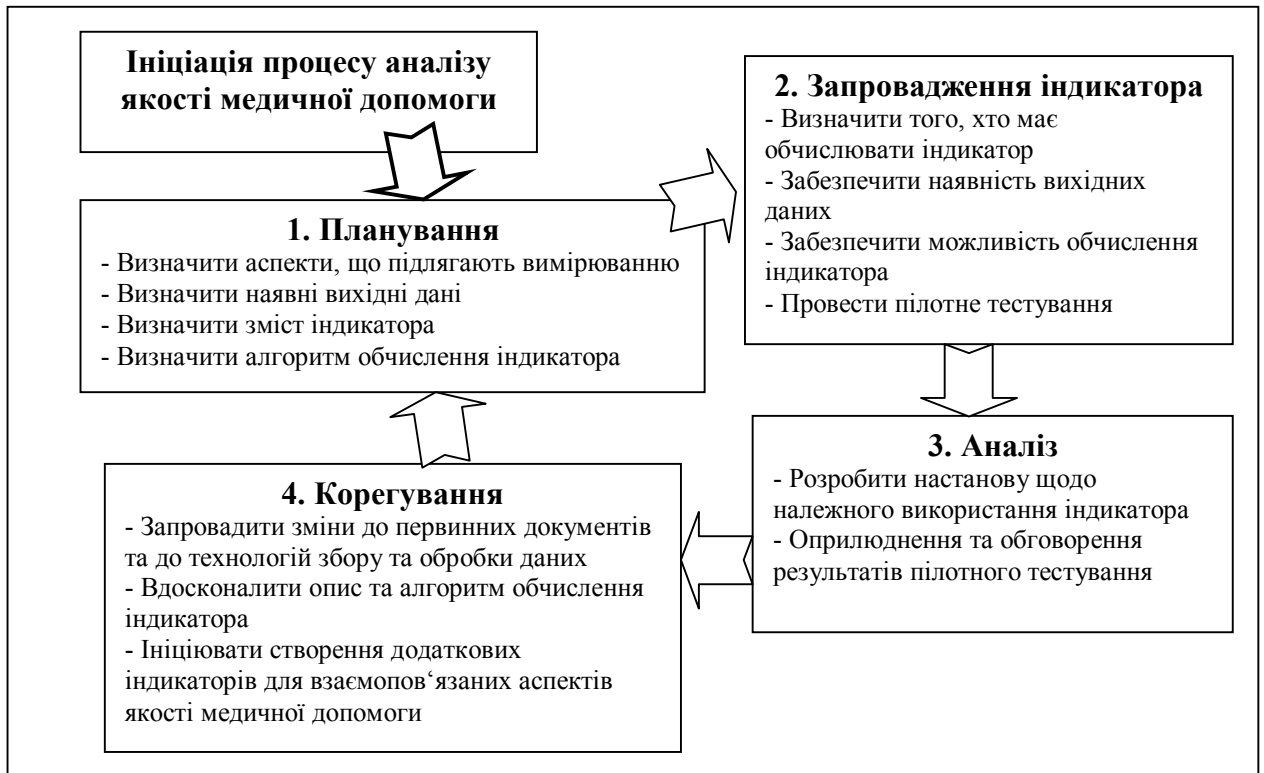 Ініціація процесу аналізу
якості медичної допомоги
1. Планування
- Визначити аспекти, що підлягають вимірюванню
- Визначити наявні вихідні дані
- Визначити зміст індикатора
- Визначити алгоритм обчислення індикатора
2. Запровадження індикатора
- Визначити того, хто має
обчислювати індикатор
- Забезпечити наявність вихідних
даних
- Забезпечити можливість обчислення
індикатора
- Провести пілотне тестування
3. Аналіз
- Розробити настанову щодо
належного використання індикатора
- Оприлюднення та обговорення
результатів пілотного тестування
4. Корегування
- Запровадити зміни до первинних документів
та до технологій збору та обробки даних
- Вдосконалити опис та алгоритм обчислення
індикатора
- Ініціювати створення додаткових
індикаторів для взаємопов‘язаних аспектів
якості медичної допомоги